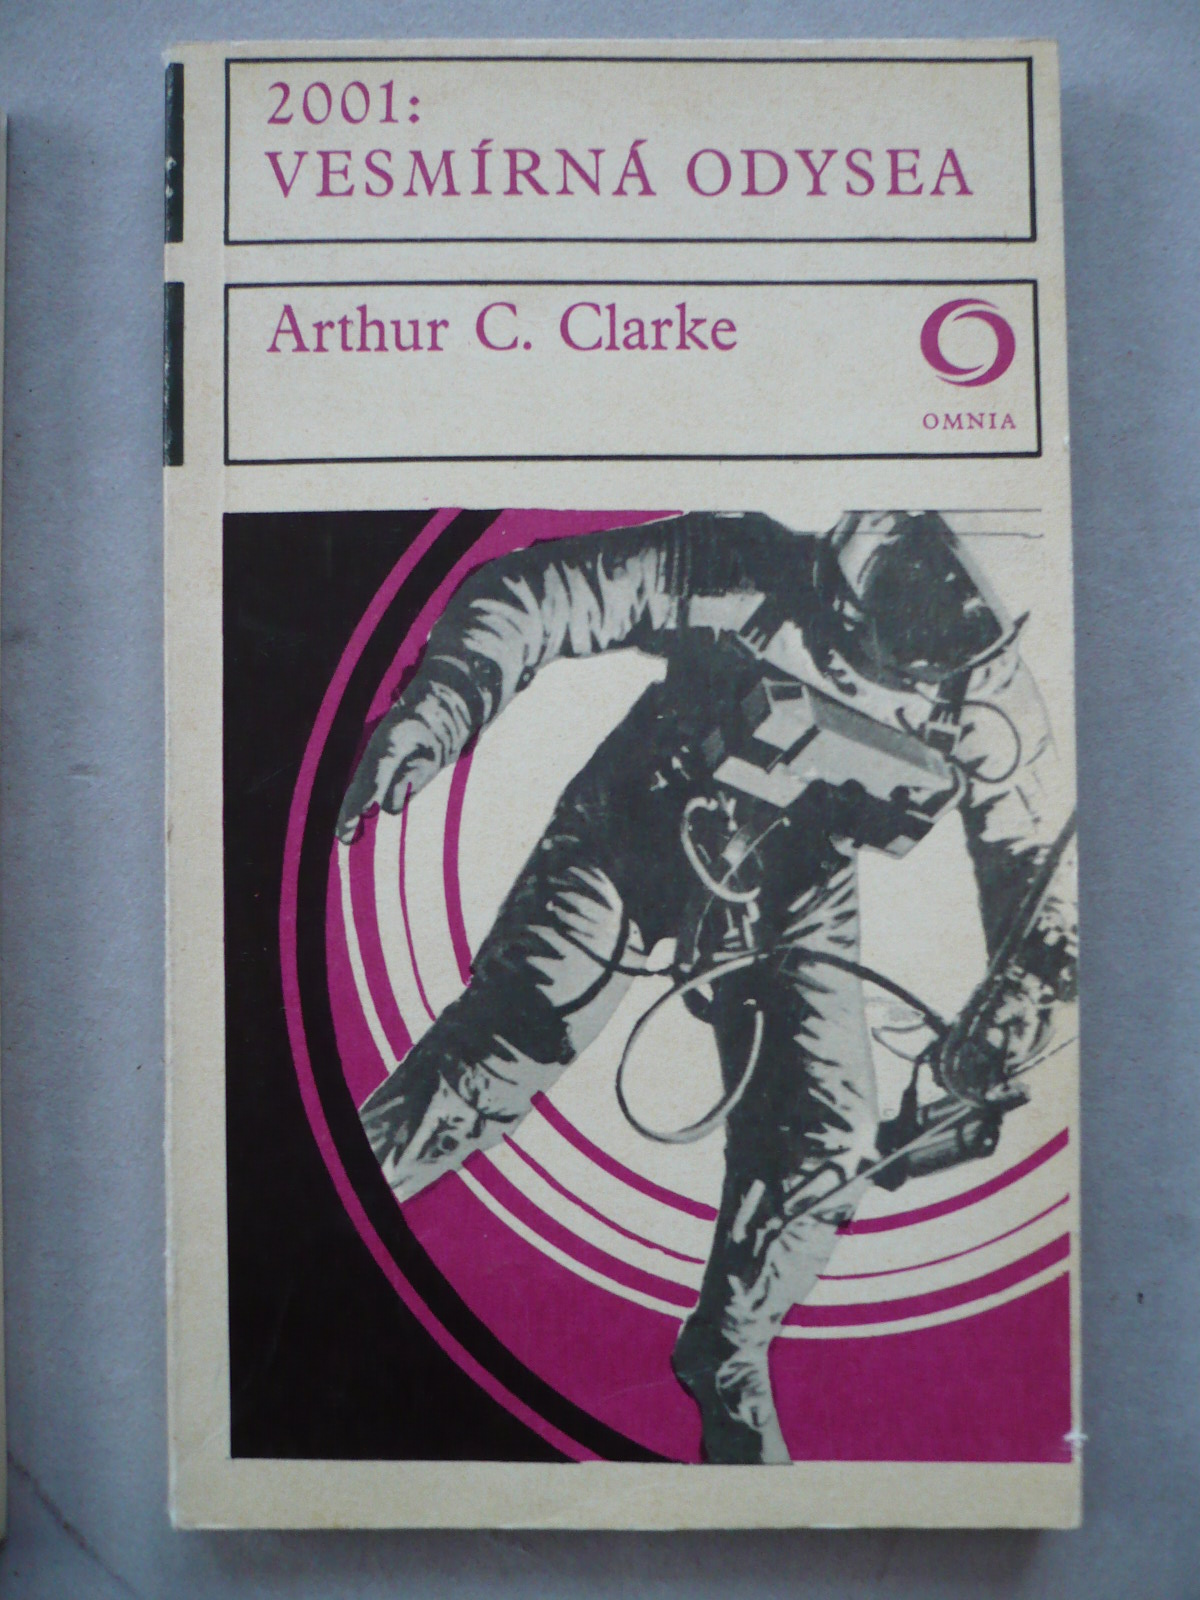 2001:
VESMÍRNÁ ODYSEA
Arthur C. Clarke
OMNIA